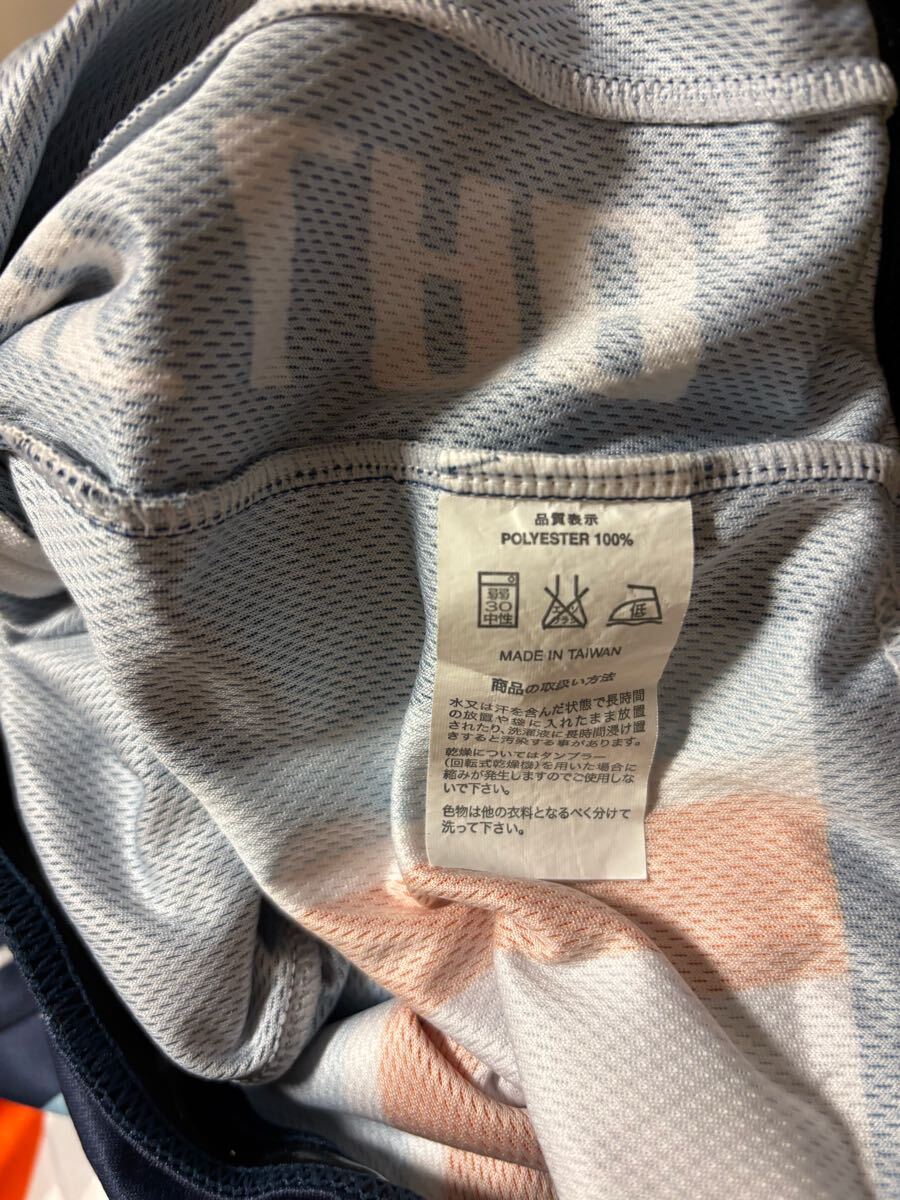 THR
品質表示
POLYESTER 100%
弱
30
中性
低
MADE IN TAIWAN
商品の取扱い方法
水又は汗を含んだ状態で長時間
の放置や袋に入れたまま放置
されたり、洗濯液に長時間浸け置
きすると汚染する事があります。
乾燥についてはタンブラー
(回転式乾燥機)を用いた場合に
縮みが発生しますのでご使用しな
いで下さい。
色物は他の衣料となるべく分けて
洗って下さい。